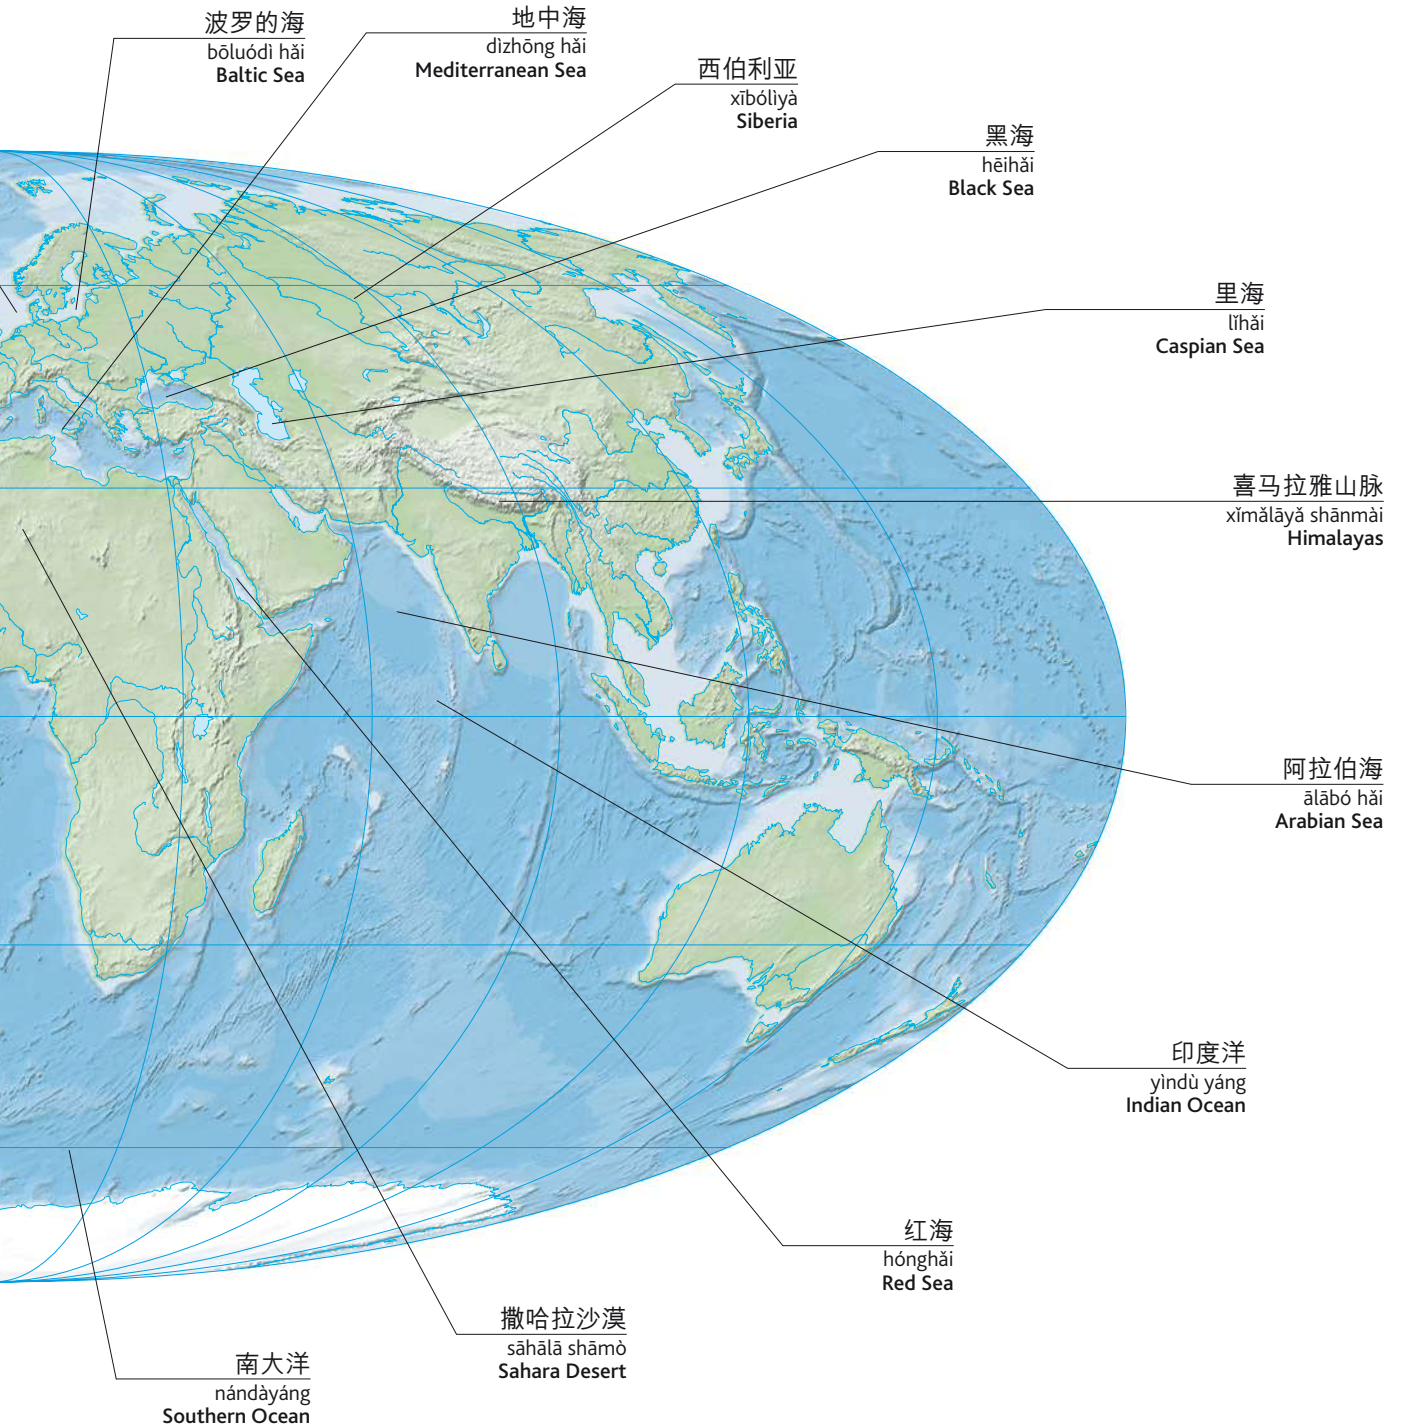 波罗的海
bōluódì hǎi
Baltic Sea
地中海
dìzhōng hǎi
Mediterranean Sea
西伯利亚
xībólìyà
Siberia
黑海
hēihǎi
Black Sea
里海
lǐhǎi
Caspian Sea
喜马拉雅山脉
xǐmǎlāyǎ shānmài
Himalayas
阿拉伯海
ālābó hǎi
Arabian Sea
印度洋
yìndù yáng
Indian Ocean
红海
hónghǎi
Red Sea
撒哈拉沙漠
sāhālā shāmò
Sahara Desert
南大洋
nándàyáng
Southern Ocean